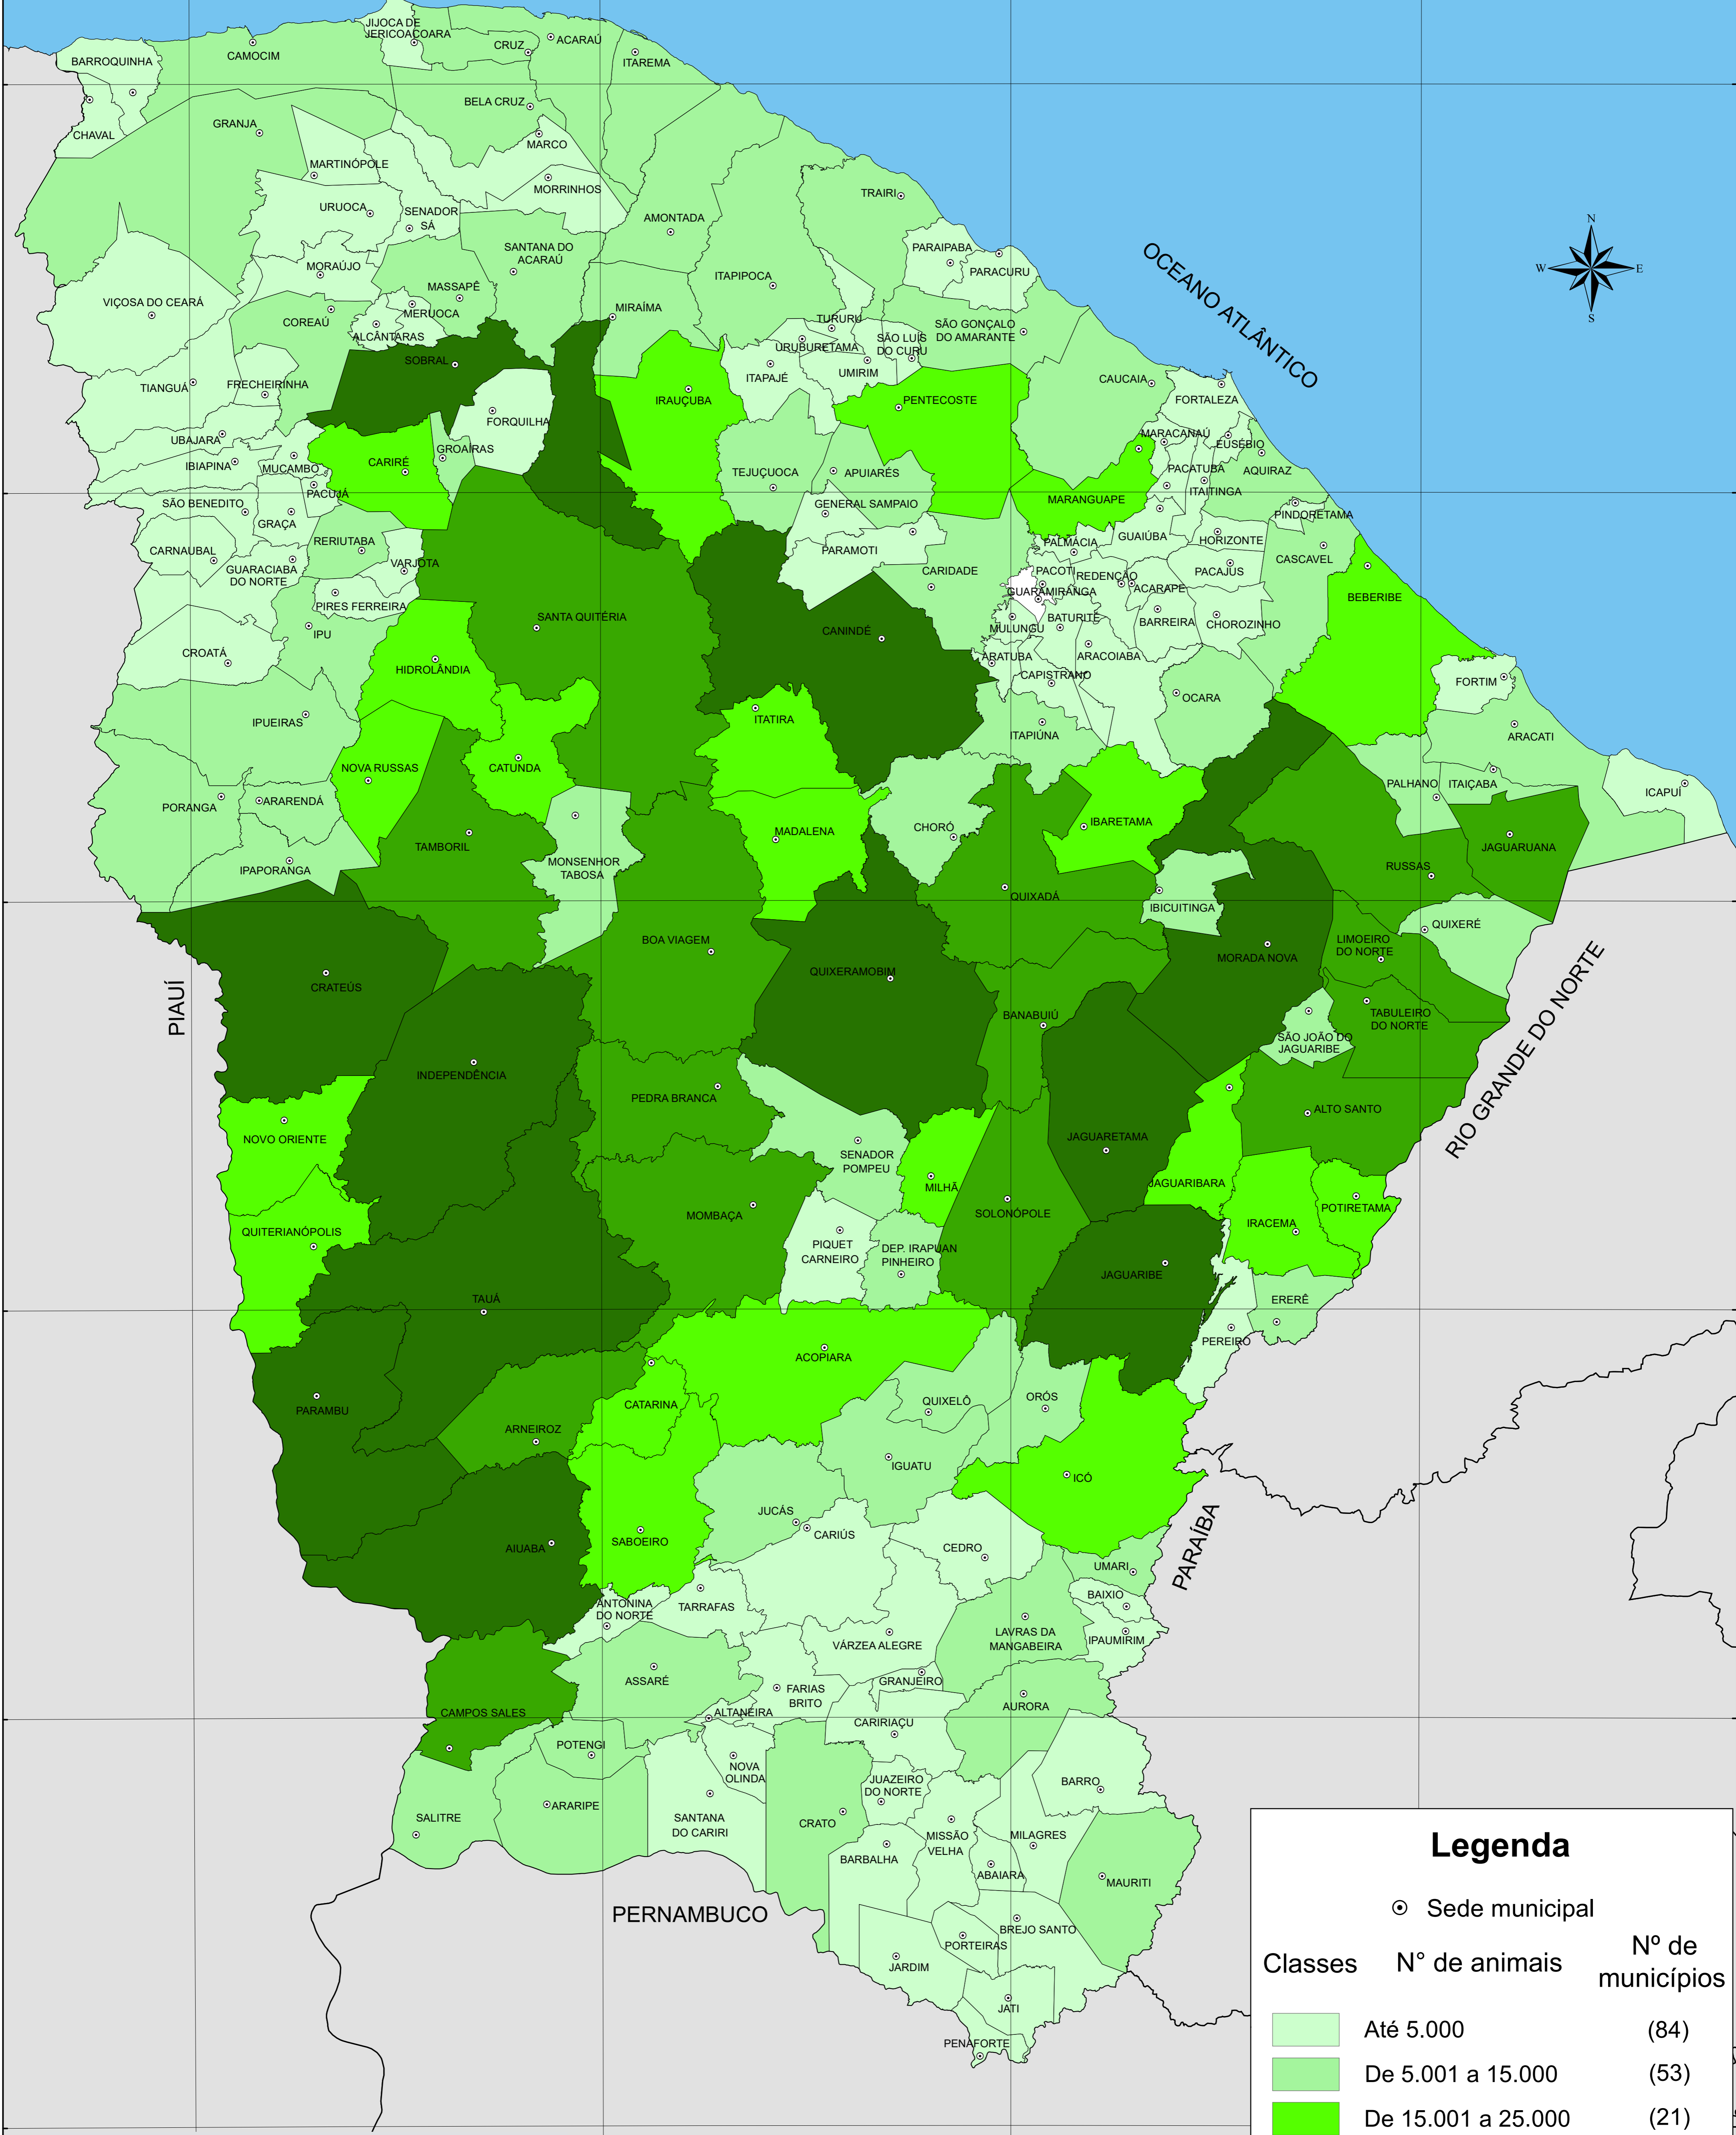 JIJOCA DE
JERICOACOARA
CRUZ
ACARAÚ
BARROQUINHA
CAMOCIM
ITAREMA
BELA CRUZ
CHAVAL
GRANJA
MARCO
MARTINÓPOLE
MORRINHOS
TRAIRI
URUOCA
SENADOR
SÁ
AMONTADA
SANTANA DO
ACARAÚ
PARAIPABA
PARACURU
MORAÚJO
ITAPIPOCA
OCEANO ATLÂNTICO
N
W
E
S
VIÇOSA DO CEARÁ
MASSAPÊ
MERUOCA
MIRAÍMA
COREAÚ
ALCÂNTARAS
TURURU
URUBURETAMA
SÃO LUÍS
DO CURU
SÃO GONÇALO
DO AMARANTE
SOBRAL
TIANGUÁ
FRECHEIRINHA
ITAPAJÉ
UMIRIM
CAUCAIA
IRAUÇUBA
PENTECOSTE
FORTALEZA
FORQUILHA
UBAJARA
MARACANAÚ
EUSÉBIO
IBIAPINA
MUCAMBO
CARIRÉ
GROAÍRAS
TEJUÇUOCA
APUIARÉS
PACATUBA
AQUIRAZ
PACUJÁ
ITAITINGA
MARANGUAPE
SÃO BENEDITO
GRAÇA
GENERAL SAMPAIO
PINDORETAMA
CARNAUBAL
RERIUTABA
GUARACIABA
DO NORTE
VARJOTA
PARAMOTI
PALMÁCIA
GUAIÚBA
HORIZONTE
CASCAVEL
CARIDADE
PACOTI
REDENÇÃO
PACAJUS
GUARAMIRANGA
ACARAPE
BEBERIBE
PIRES FERREIRA
IPU
SANTA QUITÉRIA
CANINDÉ
MULUNGU
BATURITÉ
BARREIRA
CHOROZINHO
CROATÁ
HIDROLÂNDIA
ARATUBA
ARACOIABA
CAPISTRANO
FORTIM
OCARA
IPUEIRAS
ITATIRA
ITAPIÚNA
ARACATI
NOVA RUSSAS
CATUNDA
PALHANO
ITAIÇABA
ICAPUÍ
PORANGA
ARARENDÁ
MADALENA
CHORÓ
IBARETAMA
TAMBORIL
MONSENHOR
TABOSA
JAGUARUANA
RUSSAS
IPAPORANGA
QUIXADÁ
IBICUITINGA
QUIXERÉ
BOA VIAGEM
LIMOEIRO
DO NORTE
QUIXERAMOBIM
MORADA NOVA
CRATEÚS
PIAUÍ
BANABUIÚ
TABULEIRO
DO NORTE
SÃO JOÃO DO
JAGUARIBE
RIO GRANDE DO NORTE
INDEPENDÊNCIA
PEDRA BRANCA
ALTO SANTO
NOVO ORIENTE
JAGUARETAMA
SENADOR
POMPEU
MILHÃ
JAGUARIBARA
QUITERIANÓPOLIS
MOMBAÇA
SOLONÓPOLE
POTIRETAMA
IRACEMA
PIQUET
CARNEIRO
DEP. IRAPUAN
PINHEIRO
JAGUARIBE
TAUÁ
ERERÊ
PEREIRO
ACOPIARA
PARAMBU
CATARINA
QUIXELÔ
ORÓS
ARNEIROZ
IGUATU
ICÓ
JUCÁS
CARIÚS
PARAÍBA
SABOEIRO
AIUABA
CEDRO
UMARI
BAIXIO
ANTONINA
DO NORTE
TARRAFAS
VÁRZEA ALEGRE
LAVRAS DA
MANGABEIRA
IPAUMIRIM
ASSARÉ
GRANJEIRO
FARIAS
BRITO
CAMPOS SALES
ALTANEIRA
CARIRIAÇU
AURORA
POTENGI
NOVA
OLINDA
JUAZEIRO
DO NORTE
BARRO
ARARIPE
SALITRE
SANTANA
DO CARIRI
CRATO
MISSÃO
VELHA
MILAGRES
BARBALHA
ABAIARA
MAURITI
PERNAMBUCO
BREJO SANTO
PORTEIRAS
JARDIM
JATI
PENAFORTE
Legenda
Sede municipal
Classes N° de animais Nº de
municípios
Até 5.000 (84)
De 5.001 a 15.000 (53)
De 15.001 a 25.000 (21)